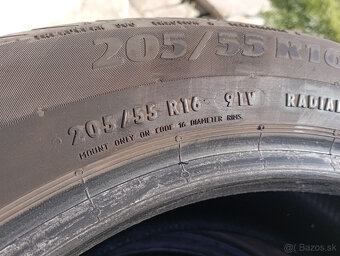 205/55 R16
205/55 R16 91V RADIAL
MOUNT ONLY ON CODE 16 DIAMETER RIMS.
Bazos.sk